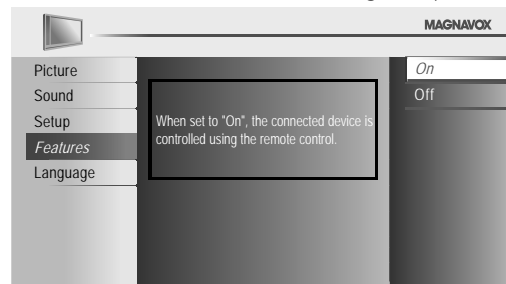 MAGNAVOX
Picture
Sound
Setup
Features
Language
When set to "On", the connected device is
controlled using the remote control.
On
Off